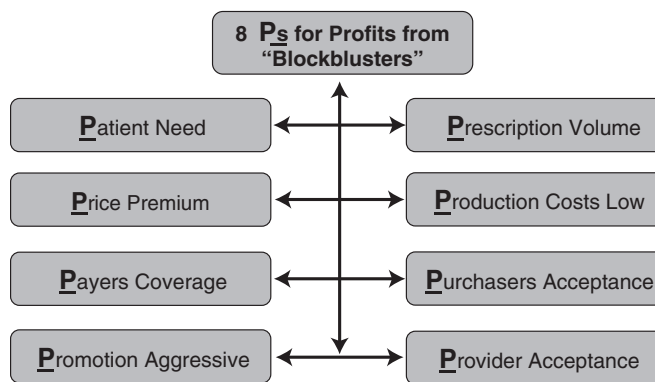 8 Ps for Profits from
“Blockblusters”
Patient Need
Prescription Volume
Price Premium
Production Costs Low
Payers Coverage
Purchasers Acceptance
Promotion Aggressive
Provider Acceptance